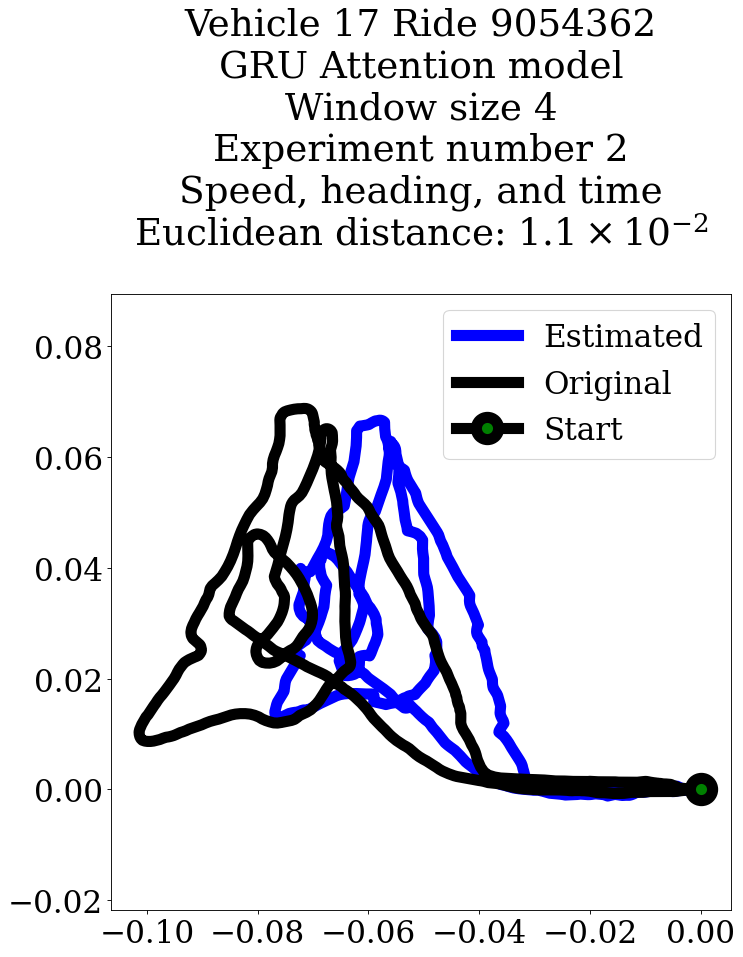 Vehicle 17 Ride 9054362
GRU Attention model
Window size 4
Experiment number 2
Speed, heading, and time
Euclidean distance: 1.1 × 10⁻²
Estimated
Original
Start
0.08
0.06
0.04
0.02
0.00
−0.02
−0.10 −0.08 −0.06 −0.04 −0.02 0.00